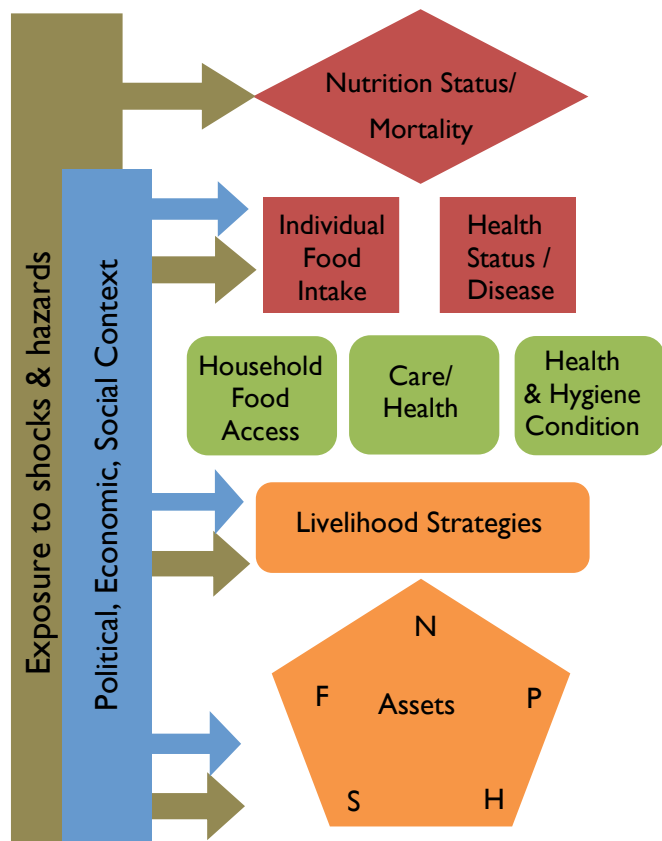 Exposure to shocks & hazards
Political, Economic, Social Context
Nutrition Status/
Mortality
Individual
Food
Intake
Health
Status /
Disease
Household
Food
Access
Care/
Health
Health
& Hygiene
Condition
Livelihood Strategies
N
F
Assets
P
S
H